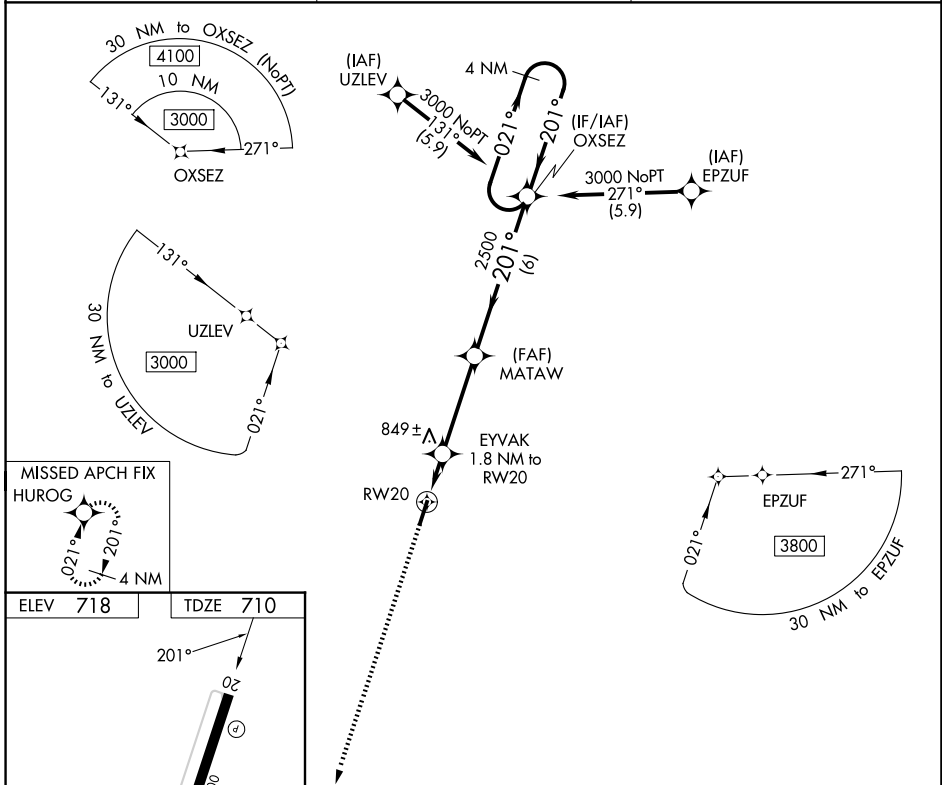 30 NM to OXSEZ (NoPT)
4100
10 NM
3000
131°
271°
OXSEZ
(IAF)
UZLEV
3000 NoPT
131°
(5.9)
4 NM
021°
201°
(IF/IAF)
OXSEZ
(IAF)
EPZUF
3000 NoPT
271°
(5.9)
2500
201°
(6)
(FAF)
MATAW
849±
EYVAK
1.8 NM to
RW20
RW20
131°
UZLEV
3000
30 NM to UZLEV
021°
271°
EPZUF
3800
021°
30 NM to EPZUF
MISSED APCH FIX
HUROG
021°
201°
4 NM
ELEV 718
TDZE 710
201°
20
P